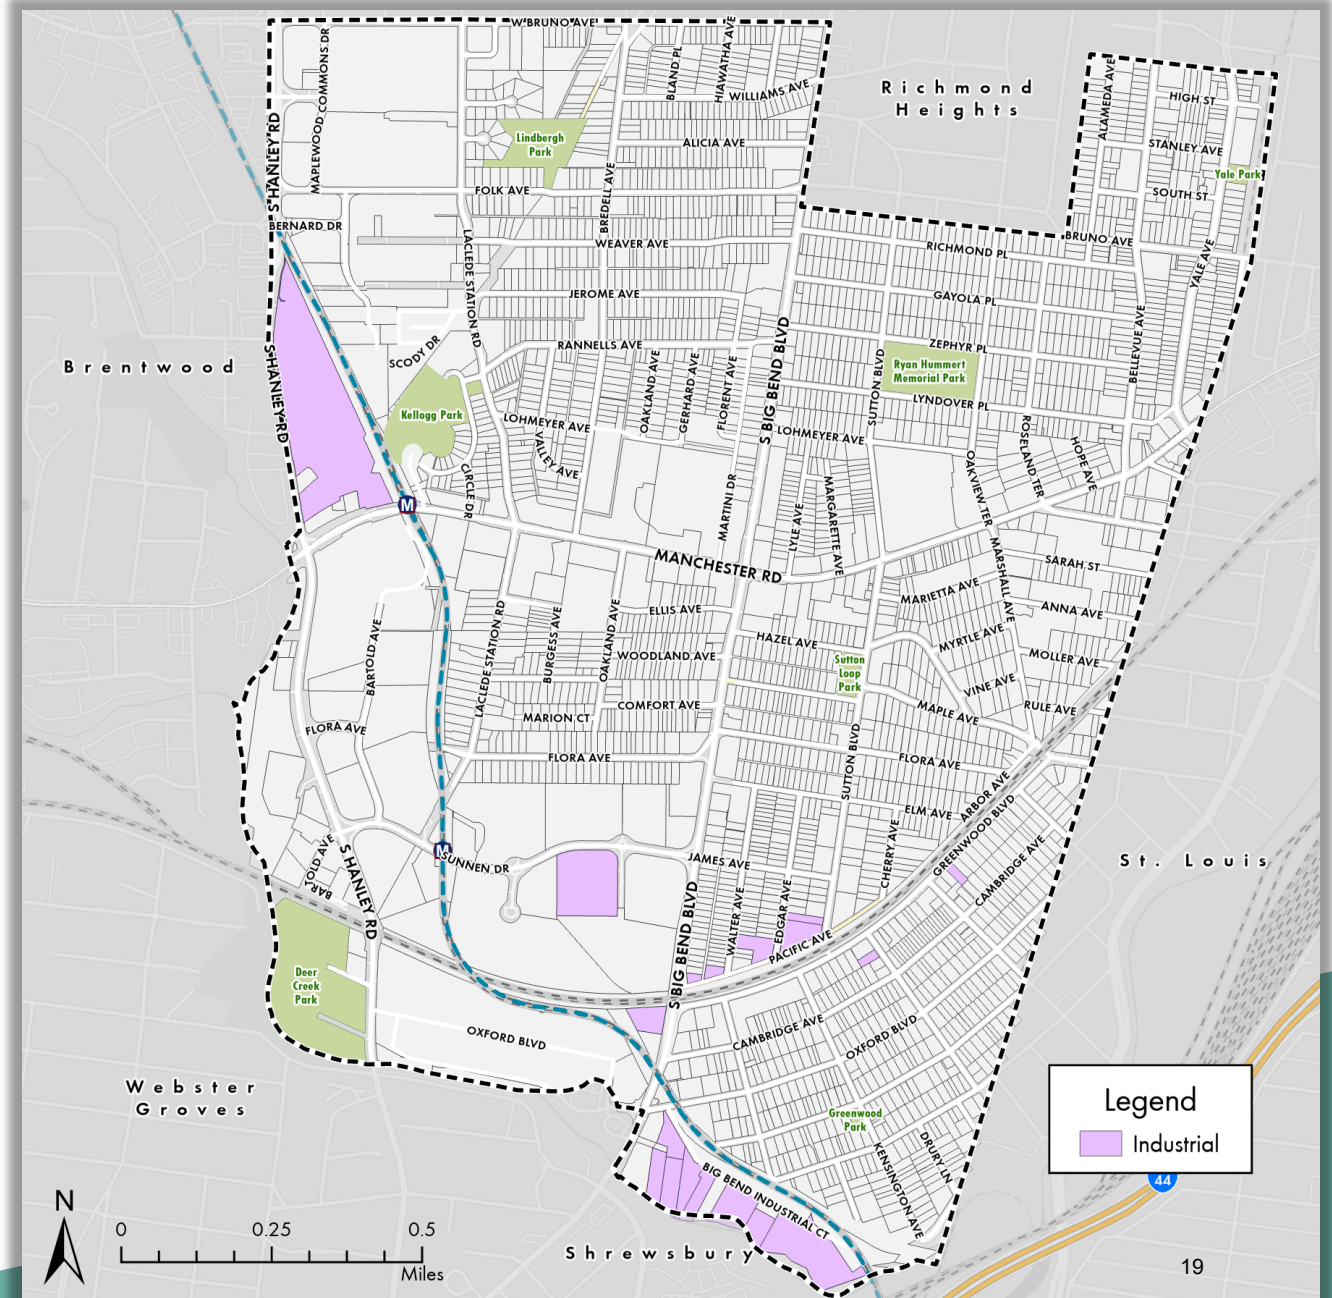 W BRUNO AVE
MAPLEWOOD COMMONS DR
BLAND PL
HIAWATHA AVE
WILLIAMS AVE
Richmond
Heights
ALAMEDA AVE
HIGH ST
S HANLEY RD
Lindbergh
Park
ALICIA AVE
STANLEY AVE
Yale Park
FOLK AVE
BREDELL AVE
SOUTH ST
BERNARD DR
LACLEDE STATION RD
WEAVER AVE
RICHMOND PL
BRUNO AVE
YALE AVE
JEROME AVE
GAYOLA PL
BELLEVUE AVE
Brentwood
S HANLEY RD
SCODY DR
RANNELLS AVE
S BIG BEND BLVD
ZEPHYR PL
Ryan Hummert
Memorial Park
SUTTON BLVD
LYNDOVER PL
Kellogg Park
OAKLAND AVE
GERHARD AVE
FLORENT AVE
LOHMEYER AVE
VALLEY AVE
LOHMEYER AVE
ROSELAND TER
HOPE AVE
OAKVIEW TER
CIRCLE DR
MARTINI DR
LYLE AVE
MARGARETTE AVE
M
MANCHESTER RD
MARSHALL AVE
SARAH ST
MARIETTA AVE
ANNA AVE
LACLEDE STATION RD
BURGESS AVE
OAKLAND AVE
ELLIS AVE
HAZEL AVE
MYRTLE AVE
BARTOLD AVE
WOODLAND AVE
Sutton
Loop
Park
MOLLER AVE
VINE AVE
COMFORT AVE
MARION CT
MAPLE AVE
RULE AVE
FLORA AVE
FLORA AVE
SUTTON BLVD
FLORA AVE
ARBOR AVE
ELM AVE
GREENWOOD BLVD
CHERRY AVE
CAMBRIDGE AVE
St. Louis
BARTOLD AVE
S HANLEY RD
M
SUNNEN DR
JAMES AVE
S BIG BEND BLVD
WALTER AVE
EDGAR AVE
PACIFIC AVE
Deer
Creek
Park
OXFORD BLVD
CAMBRIDGE AVE
OXFORD BLVD
Webster
Groves
Greenwood
Park
KENSINGTON AVE
DRURY LN
BIG BEND INDUSTRIAL CT
Legend
Industrial
44
N
0 0.25 0.5
Miles
Shrewsbury
19